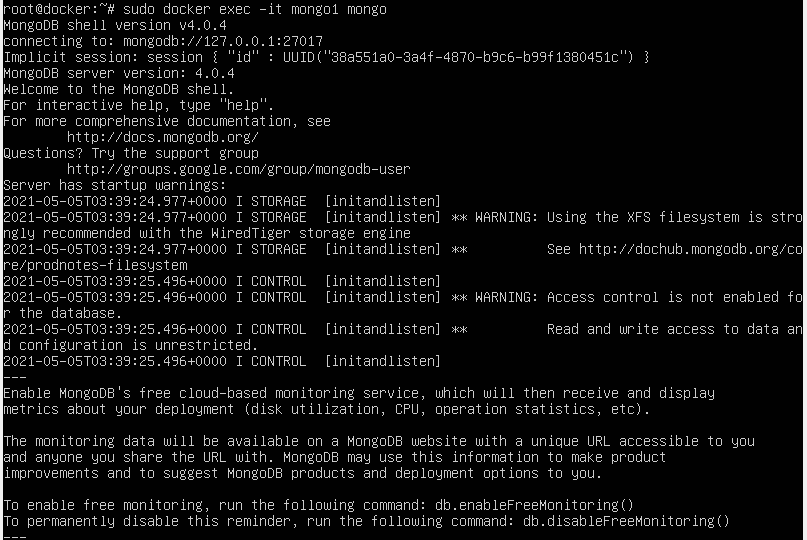 root@docker:~# sudo docker exec -it mongo1 mongo
MongoDB shell version v4.0.4
connecting to: mongodb://127.0.0.1:27017
Implicit session: session { "id" : UUID("38a551a0-3a4f-4870-b9c6-b99f1380451c") }
MongoDB server version: 4.0.4
Welcome to the MongoDB shell.
For interactive help, type "help".
For more comprehensive documentation, see
        http://docs.mongodb.org/
Questions? Try the support group
        http://groups.google.com/group/mongodb-user
Server has startup warnings:
2021-05-05T03:39:24.977+0000 I STORAGE  [initandlisten]
2021-05-05T03:39:24.977+0000 I STORAGE  [initandlisten] ** WARNING: Using the XFS filesystem is stro
ngly recommended with the WiredTiger storage engine
2021-05-05T03:39:24.977+0000 I STORAGE  [initandlisten] **          See http://dochub.mongodb.org/co
re/prodnotes-filesystem
2021-05-05T03:39:25.496+0000 I CONTROL  [initandlisten]
2021-05-05T03:39:25.496+0000 I CONTROL  [initandlisten] ** WARNING: Access control is not enabled fo
r the database.
2021-05-05T03:39:25.496+0000 I CONTROL  [initandlisten] **          Read and write access to data an
d configuration is unrestricted.
2021-05-05T03:39:25.496+0000 I CONTROL  [initandlisten]
---
Enable MongoDB's free cloud-based monitoring service, which will then receive and display
metrics about your deployment (disk utilization, CPU, operation statistics, etc).

The monitoring data will be available on a MongoDB website with a unique URL accessible to you
and anyone you share the URL with. MongoDB may use this information to make product
improvements and to suggest MongoDB products and deployment options to you.

To enable free monitoring, run the following command: db.enableFreeMonitoring()
To permanently disable this reminder, run the following command: db.disableFreeMonitoring()
---